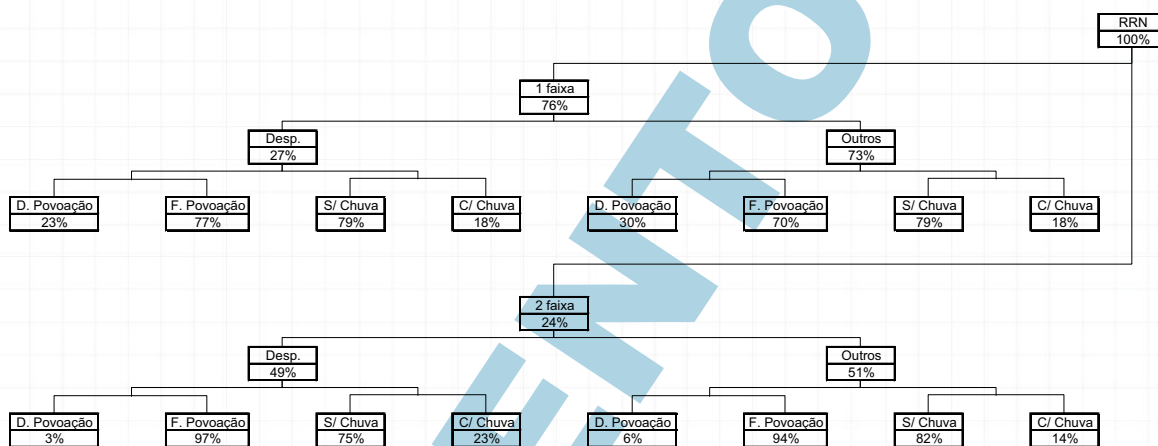 RRN
100%
1 faixa
76%
Desp.
27%
Outros
73%
D. Povoação
23%
F. Povoação
77%
S/ Chuva
79%
C/ Chuva
18%
D. Povoação
30%
F. Povoação
70%
S/ Chuva
79%
C/ Chuva
18%
2 faixa
24%
Desp.
49%
Outros
51%
D. Povoação
3%
F. Povoação
97%
S/ Chuva
75%
C/ Chuva
23%
D. Povoação
6%
F. Povoação
94%
S/ Chuva
82%
C/ Chuva
14%
ENTO